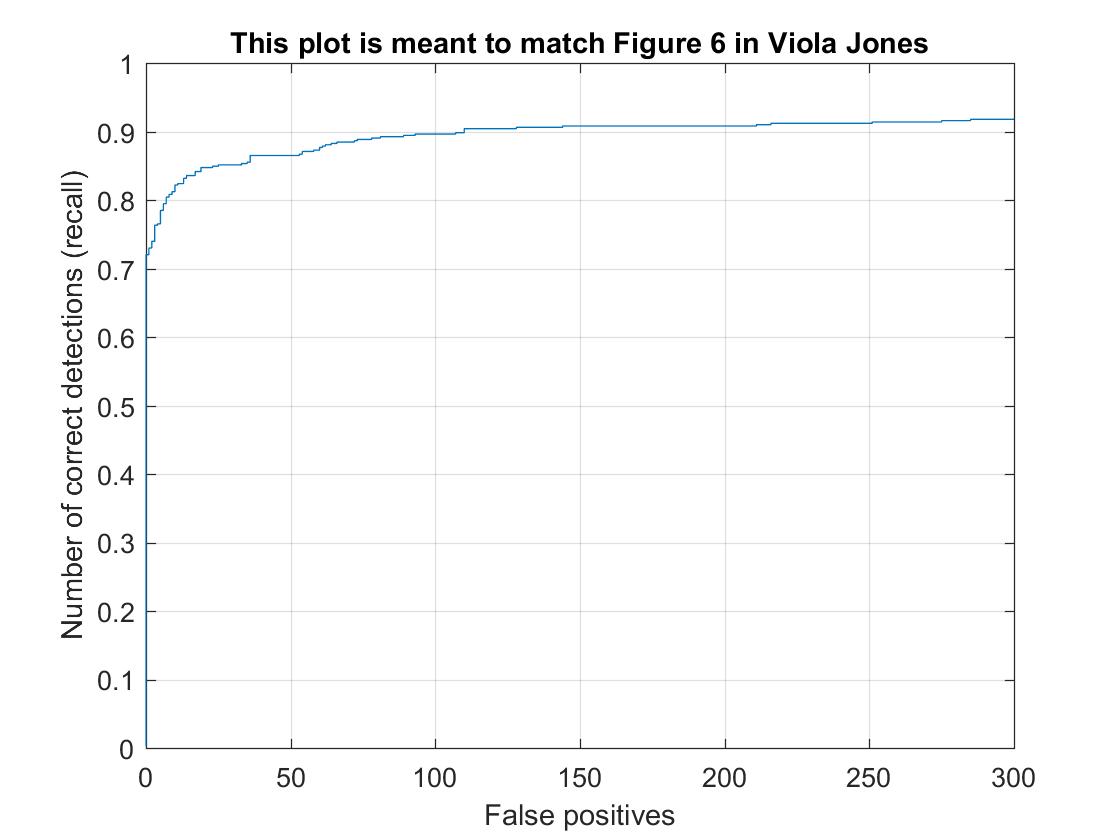 This plot is meant to match Figure 6 in Viola Jones
1
0.9
0.8
0.7
0.6
0.5
0.4
0.3
0.2
0.1
0
Number of correct detections (recall)
0 50 100 150 200 250 300
False positives